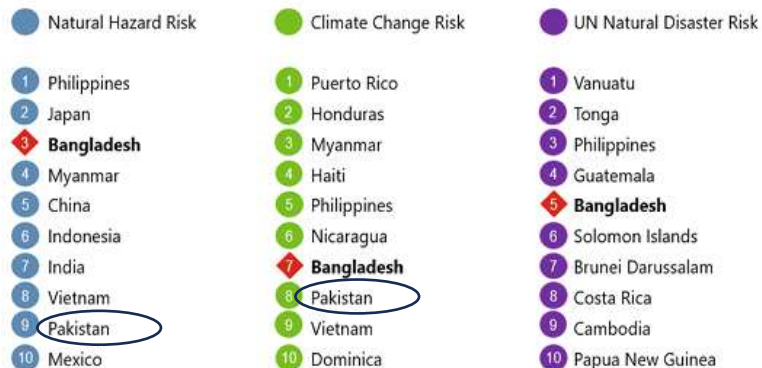 Natural Hazard Risk
1 Philippines
2 Japan
3 Bangladesh
4 Myanmar
5 China
6 Indonesia
7 India
8 Vietnam
9 Pakistan
10 Mexico
Climate Change Risk
1 Puerto Rico
2 Honduras
3 Myanmar
4 Haiti
5 Philippines
6 Nicaragua
7 Bangladesh
8 Pakistan
9 Vietnam
10 Dominica
UN Natural Disaster Risk
1 Vanuatu
2 Tonga
3 Philippines
4 Guatemala
5 Bangladesh
6 Solomon Islands
7 Brunei Darussalam
8 Costa Rica
9 Cambodia
10 Papua New Guinea